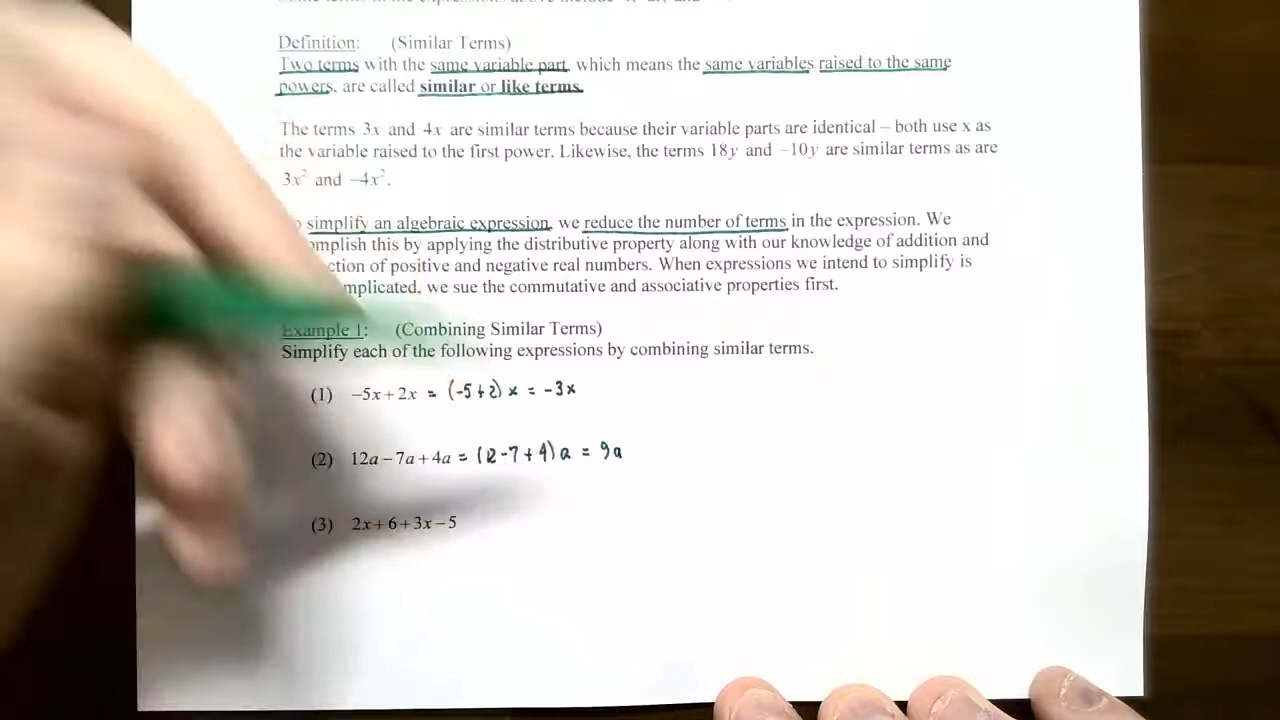 Definition: (Similar Terms)
Two terms with the same variable part, which means the same variables raised to the same
powers, are called similar or like terms.
The terms 3x and 4x are similar terms because their variable parts are identical – both use x as
the variable raised to the first power. Likewise, the terms 18y and −10y are similar terms as are
3x² and −4x².
simplify an algebraic expression, we reduce the number of terms in the expression. We
omplish this by applying the distributive property along with our knowledge of addition and
ction of positive and negative real numbers. When expressions we intend to simplify is
mplicated, we sue the commutative and associative properties first.
Example 1: (Combining Similar Terms)
Simplify each of the following expressions by combining similar terms.
(1) −5x+2x = (-5+2)x = -3x
(2) 12a−7a+4a = (12-7+4)a = 9a
(3) 2x+6+3x−5